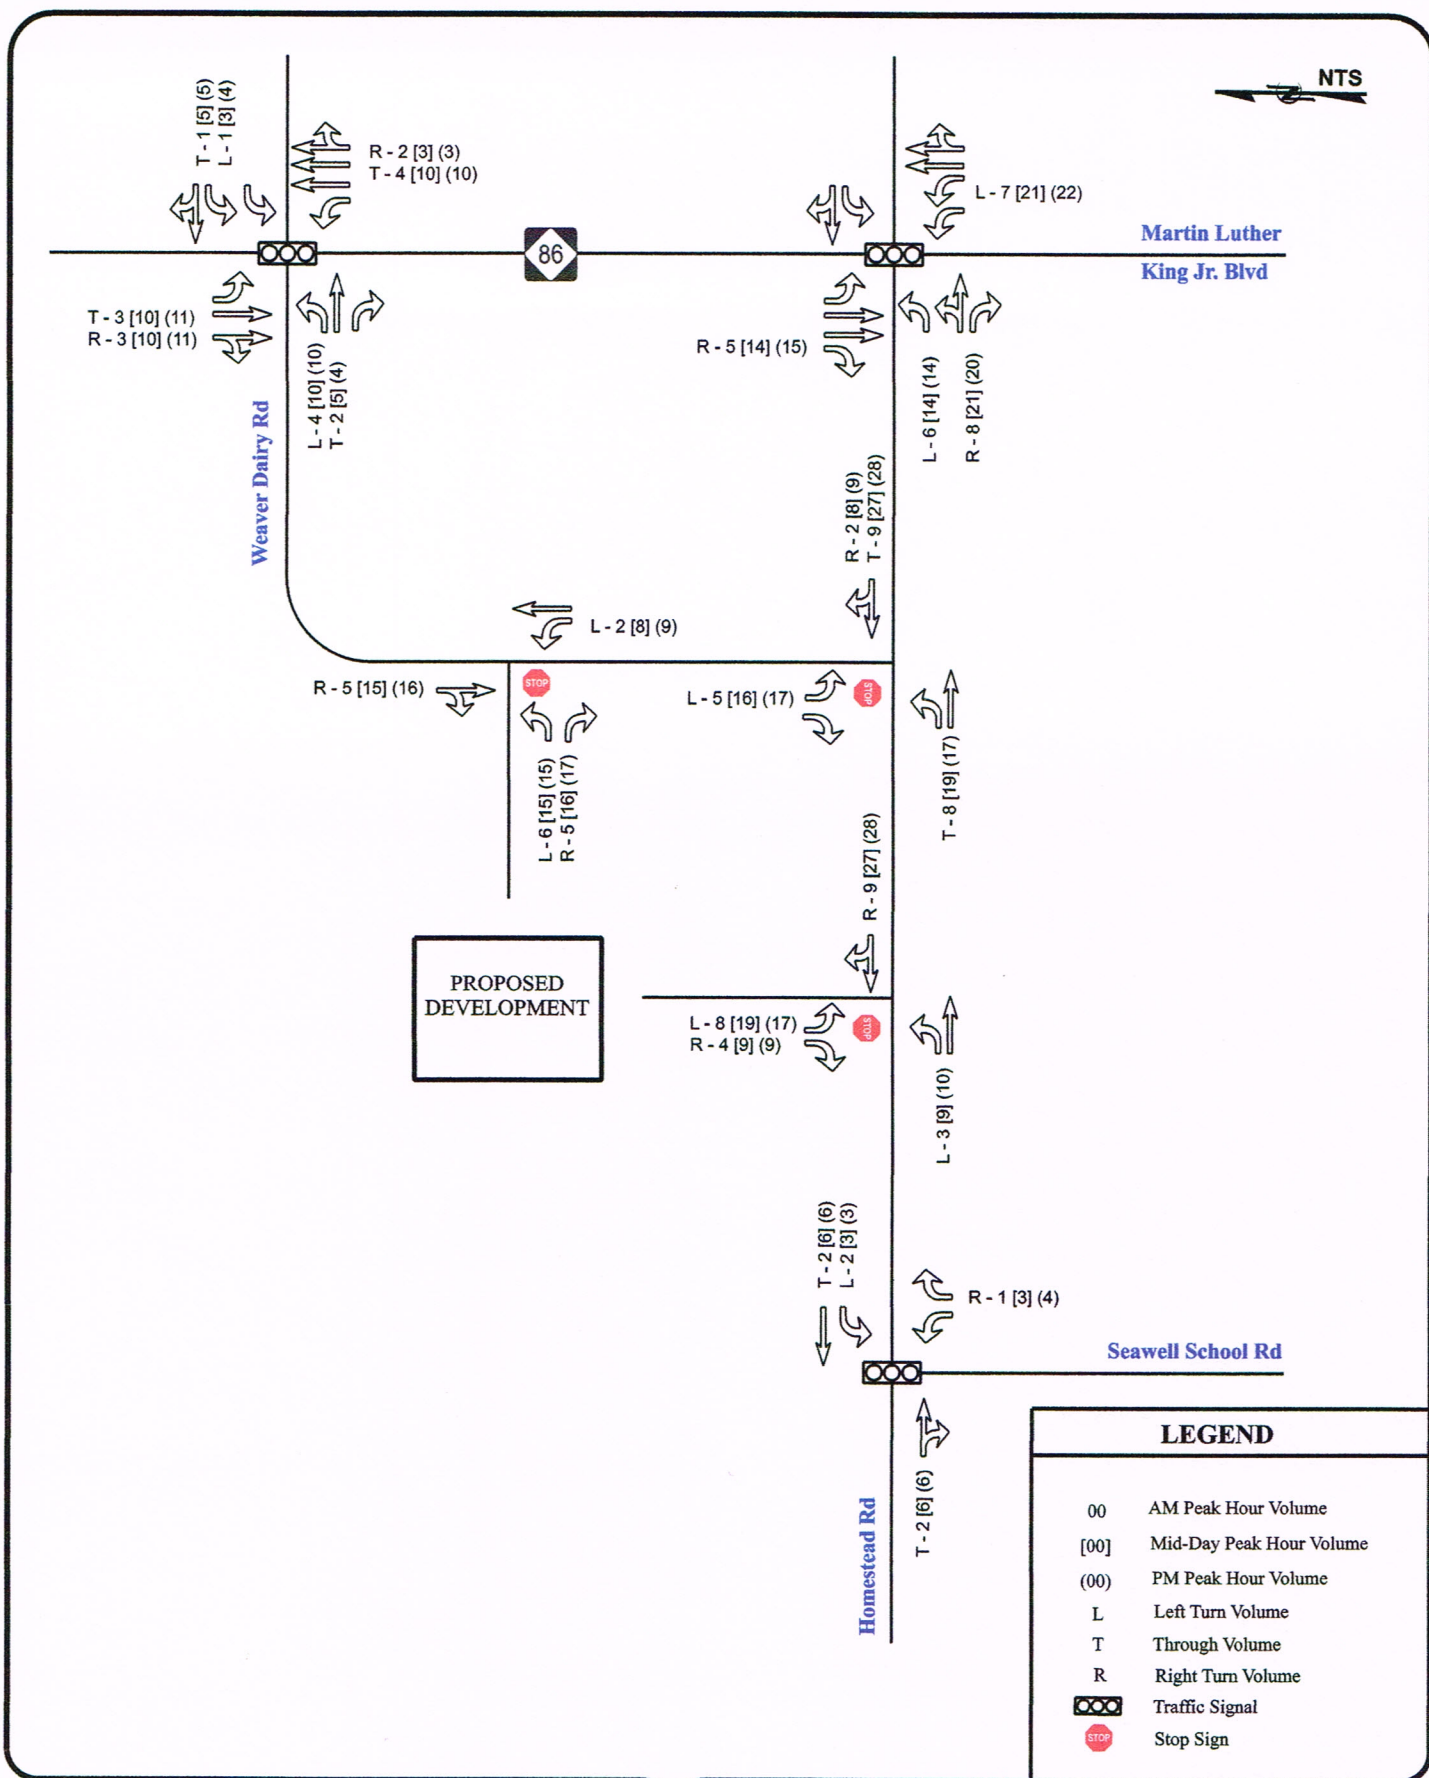 NTS
T - 1 [5] (5)
L - 1 [3] (4)
R - 2 [3] (3)
T - 4 [10] (10)
L - 7 [21] (22)
Martin Luther
King Jr. Blvd
86
T - 3 [10] (11)
R - 3 [10] (11)
L - 4 [10] (10)
T - 2 [5] (4)
R - 5 [14] (15)
L - 6 [14] (14)
R - 8 [21] (20)
Weaver Dairy Rd
R - 2 [8] (9)
T - 9 [27] (28)
L - 2 [8] (9)
R - 5 [15] (16)
STOP
L - 5 [16] (17)
STOP
L - 6 [15] (15)
R - 5 [16] (17)
T - 8 [19] (17)
R - 9 [27] (28)
PROPOSED
DEVELOPMENT
L - 8 [19] (17)
R - 4 [9] (9)
STOP
L - 3 [9] (10)
T - 2 [6] (6)
L - 2 [3] (3)
R - 1 [3] (4)
Seawell School Rd
T - 2 [6] (6)
Homestead Rd
LEGEND
00 AM Peak Hour Volume
[00] Mid-Day Peak Hour Volume
(00) PM Peak Hour Volume
L Left Turn Volume
T Through Volume
R Right Turn Volume
Traffic Signal
STOP Stop Sign